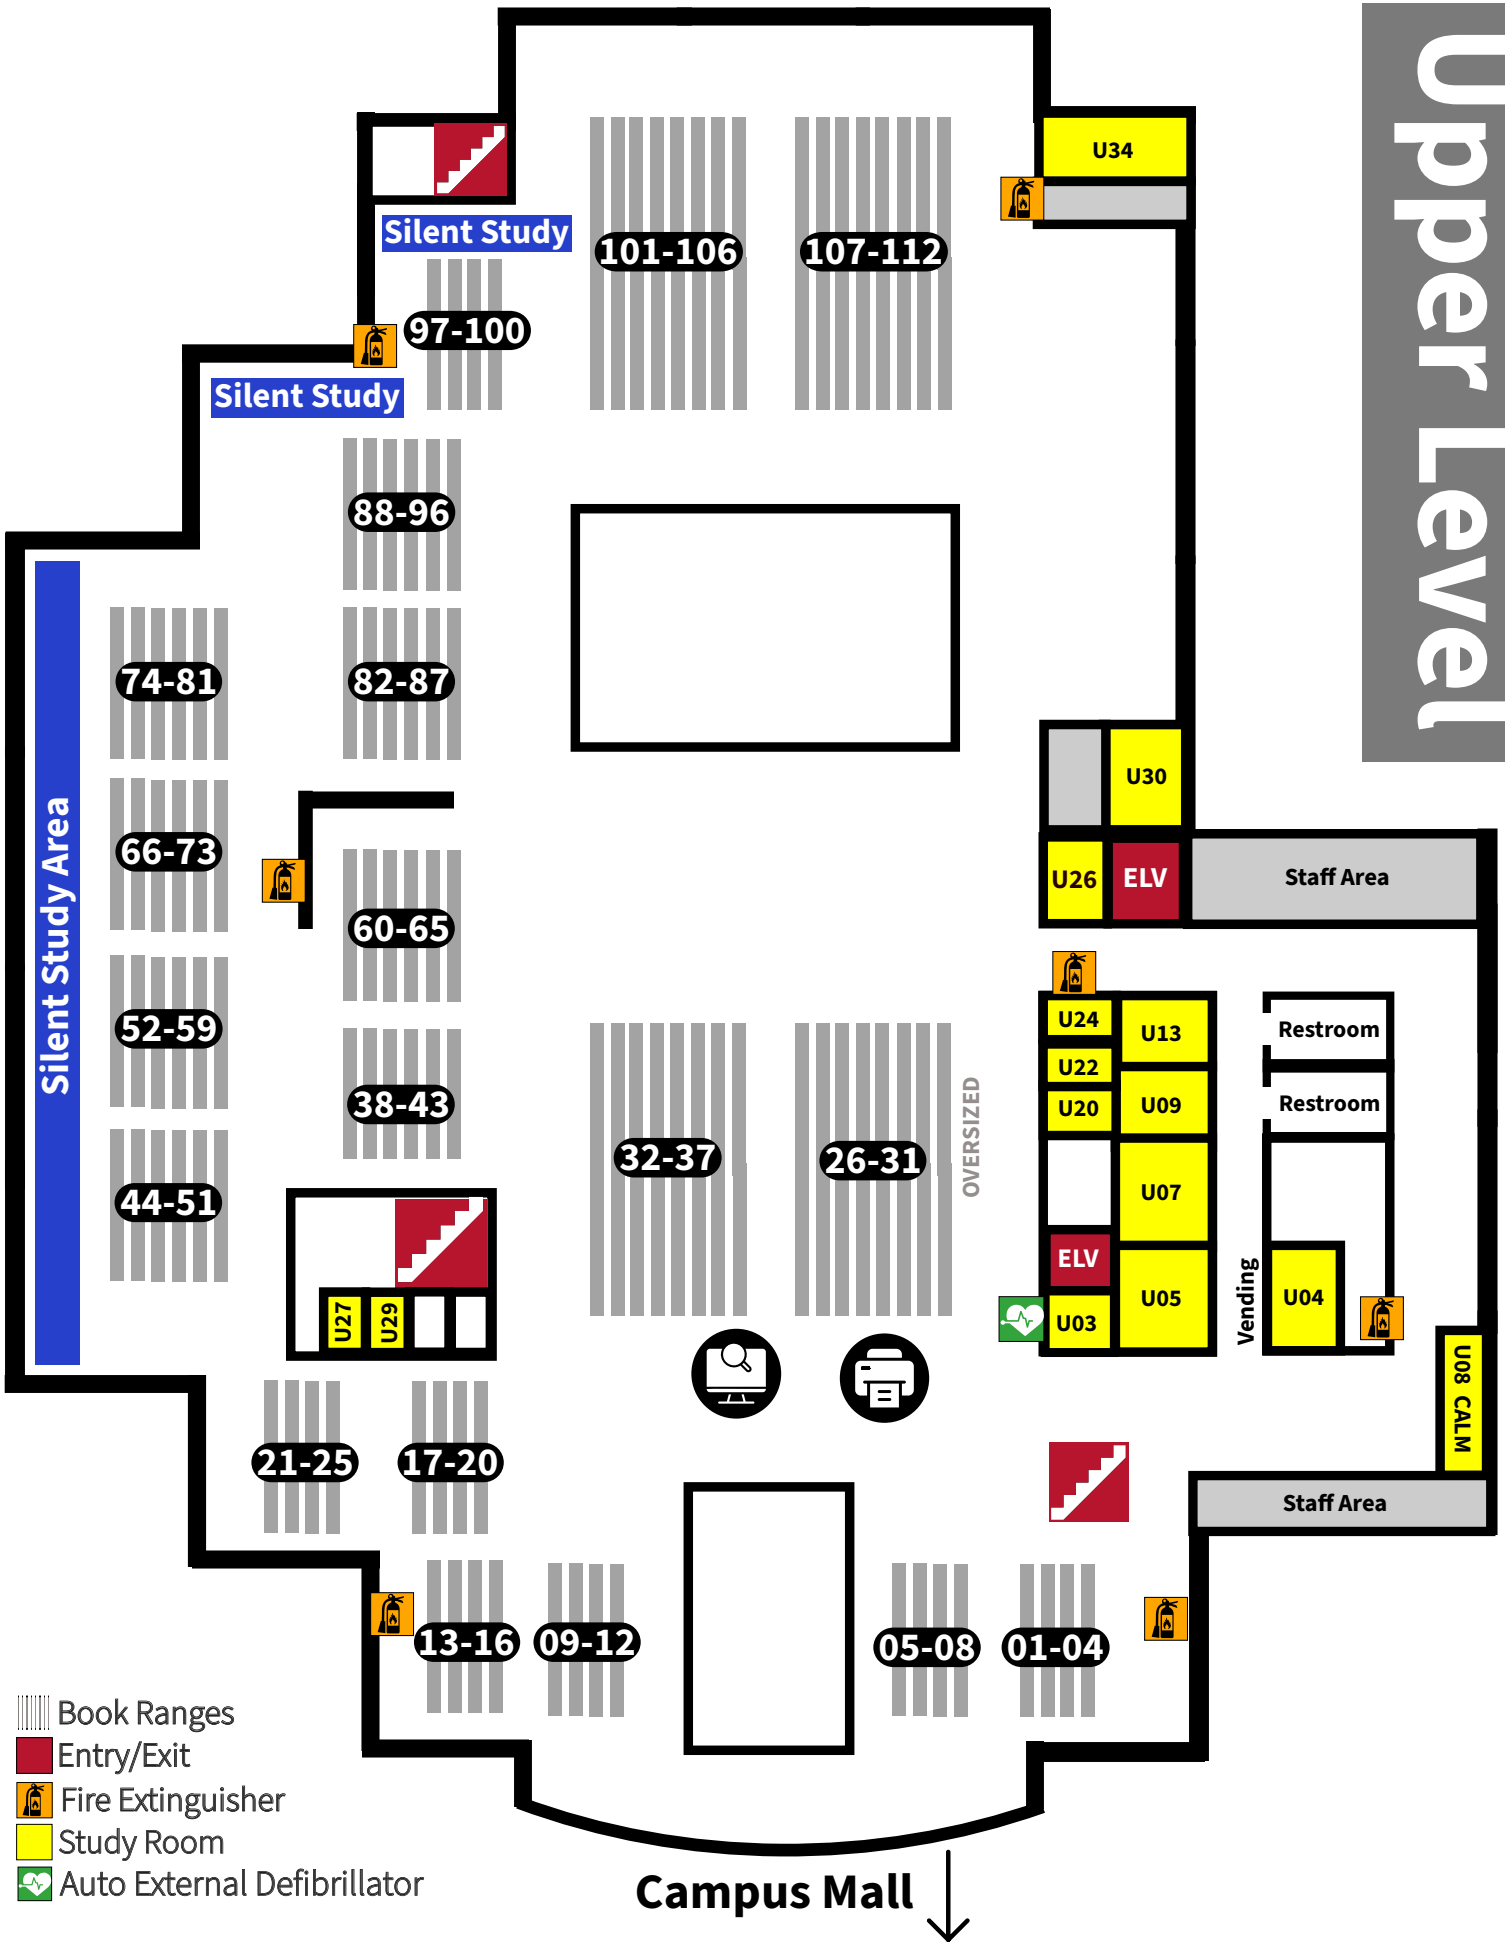 Upper Level
U34
Silent Study
101-106
107-112
97-100
Silent Study
88-96
74-81
82-87
U30
66-73
U26
ELV
Staff Area
60-65
Silent Study Area
U24
U13
Restroom
52-59
U22
U20
U09
Restroom
38-43
OVERSIZED
32-37
26-31
U07
44-51
ELV
Vending
U27
U29
U03
U05
U04
U08 CALM
21-25
17-20
Staff Area
13-16
09-12
05-08
01-04
Book Ranges
Entry/Exit
Fire Extinguisher
Study Room
Auto External Defibrillator
Campus Mall